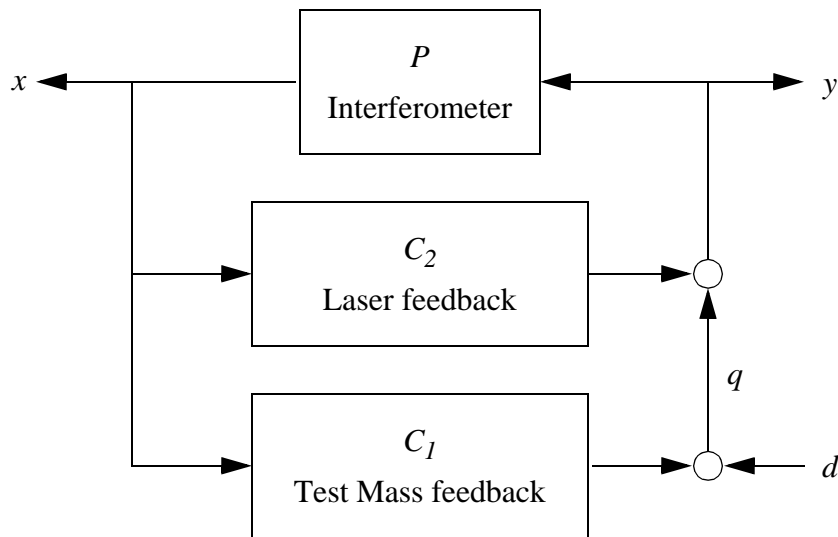 P
x
y
Interferometer
C2
Laser feedback
q
C1
Test Mass feedback
d